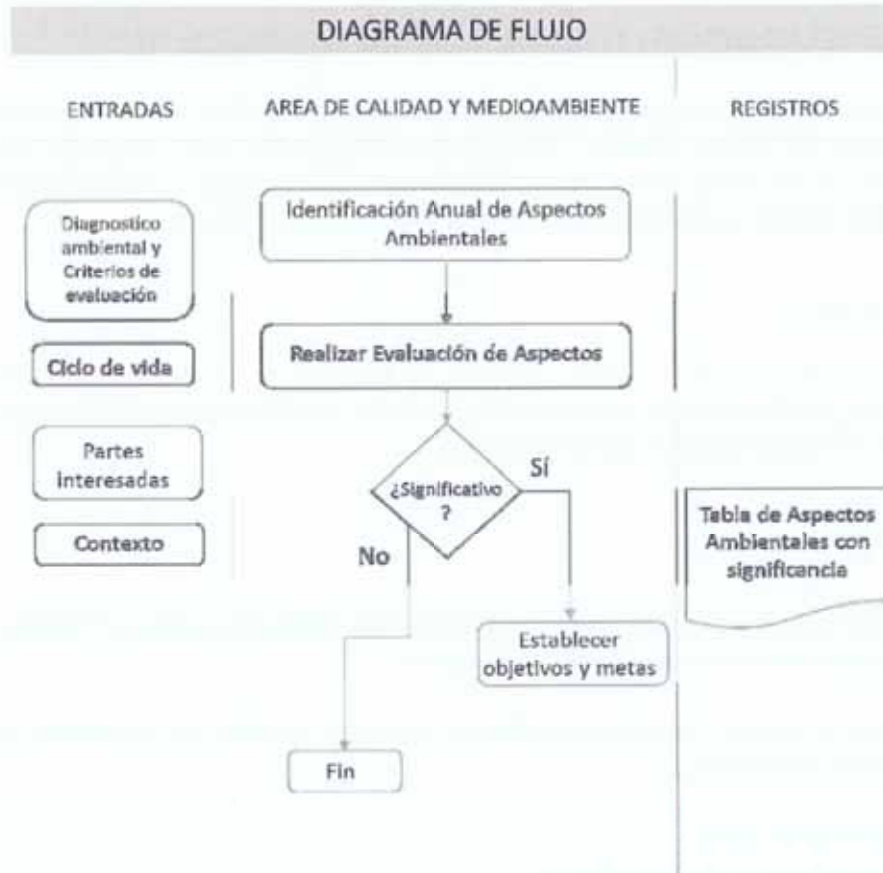 DIAGRAMA DE FLUJO
ENTRADAS
AREA DE CALIDAD Y MEDIOAMBIENTE
REGISTROS
Diagnostico
ambiental y
Criterios de
evaluación
Ciclo de vida
Partes
interesadas
Contexto
Identificación Anual de Aspectos
Ambientales
Realizar Evaluación de Aspectos
¿Significativo
?
Sí
No
Establecer
objetivos y metas
Fin
Tabla de Aspectos
Ambientales con
significancia